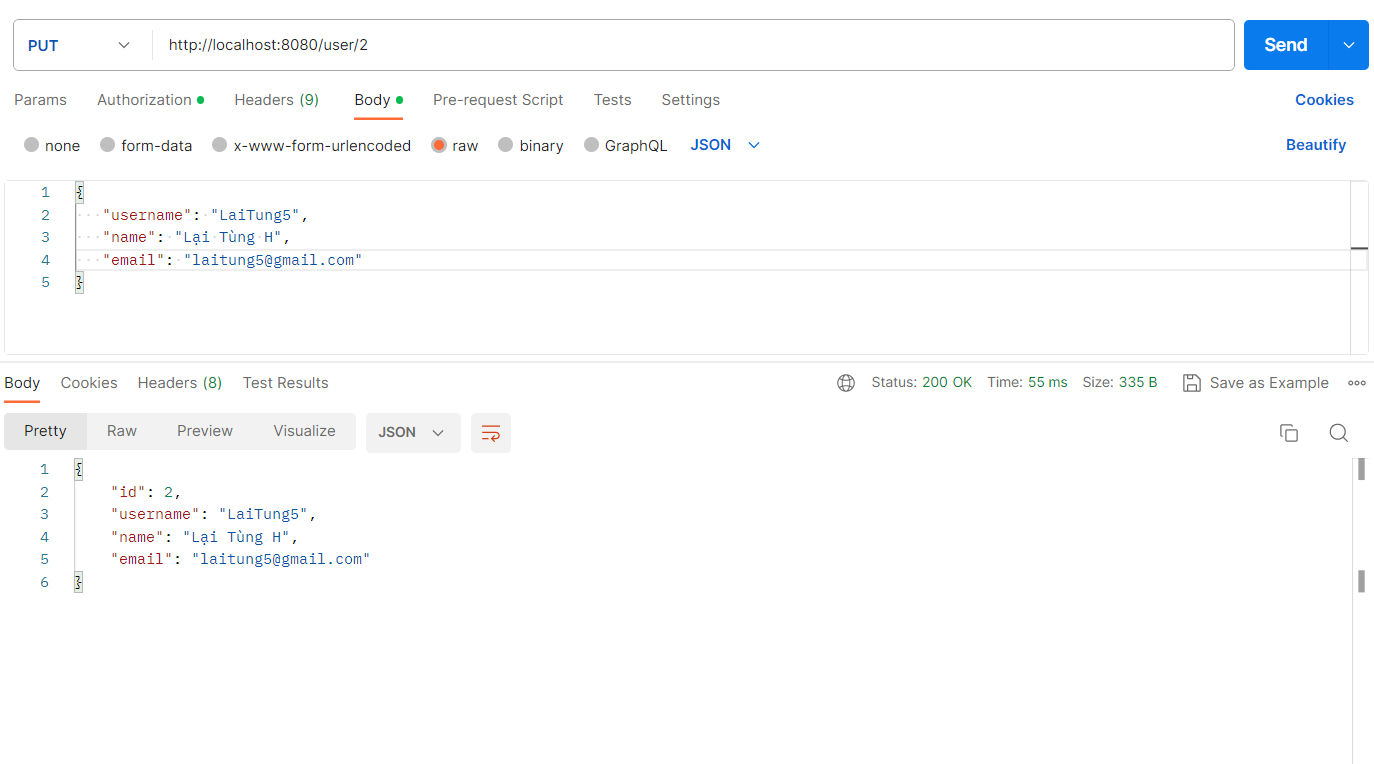 PUT http://localhost:8080/user/2 Send
Params Authorization Headers (9) Body Pre-request Script Tests Settings Cookies
none form-data x-www-form-urlencoded raw binary GraphQL JSON Beautify
1 {
2 "username": "LaiTung5",
3 "name": "Lại Tùng H",
4 "email": "laitung5@gmail.com"
5 }
Body Cookies Headers (8) Test Results Status: 200 OK Time: 55 ms Size: 335 B Save as Example
Pretty Raw Preview Visualize JSON
1 {
2 "id": 2,
3 "username": "LaiTung5",
4 "name": "Lại Tùng H",
5 "email": "laitung5@gmail.com"
6 }